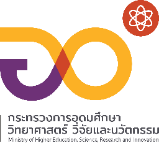 กระทรวงการอุดมศึกษา
วิทยาศาสตร์ วิจัยและนวัตกรรม
Ministry of Higher Education, Science, Research and Innovation